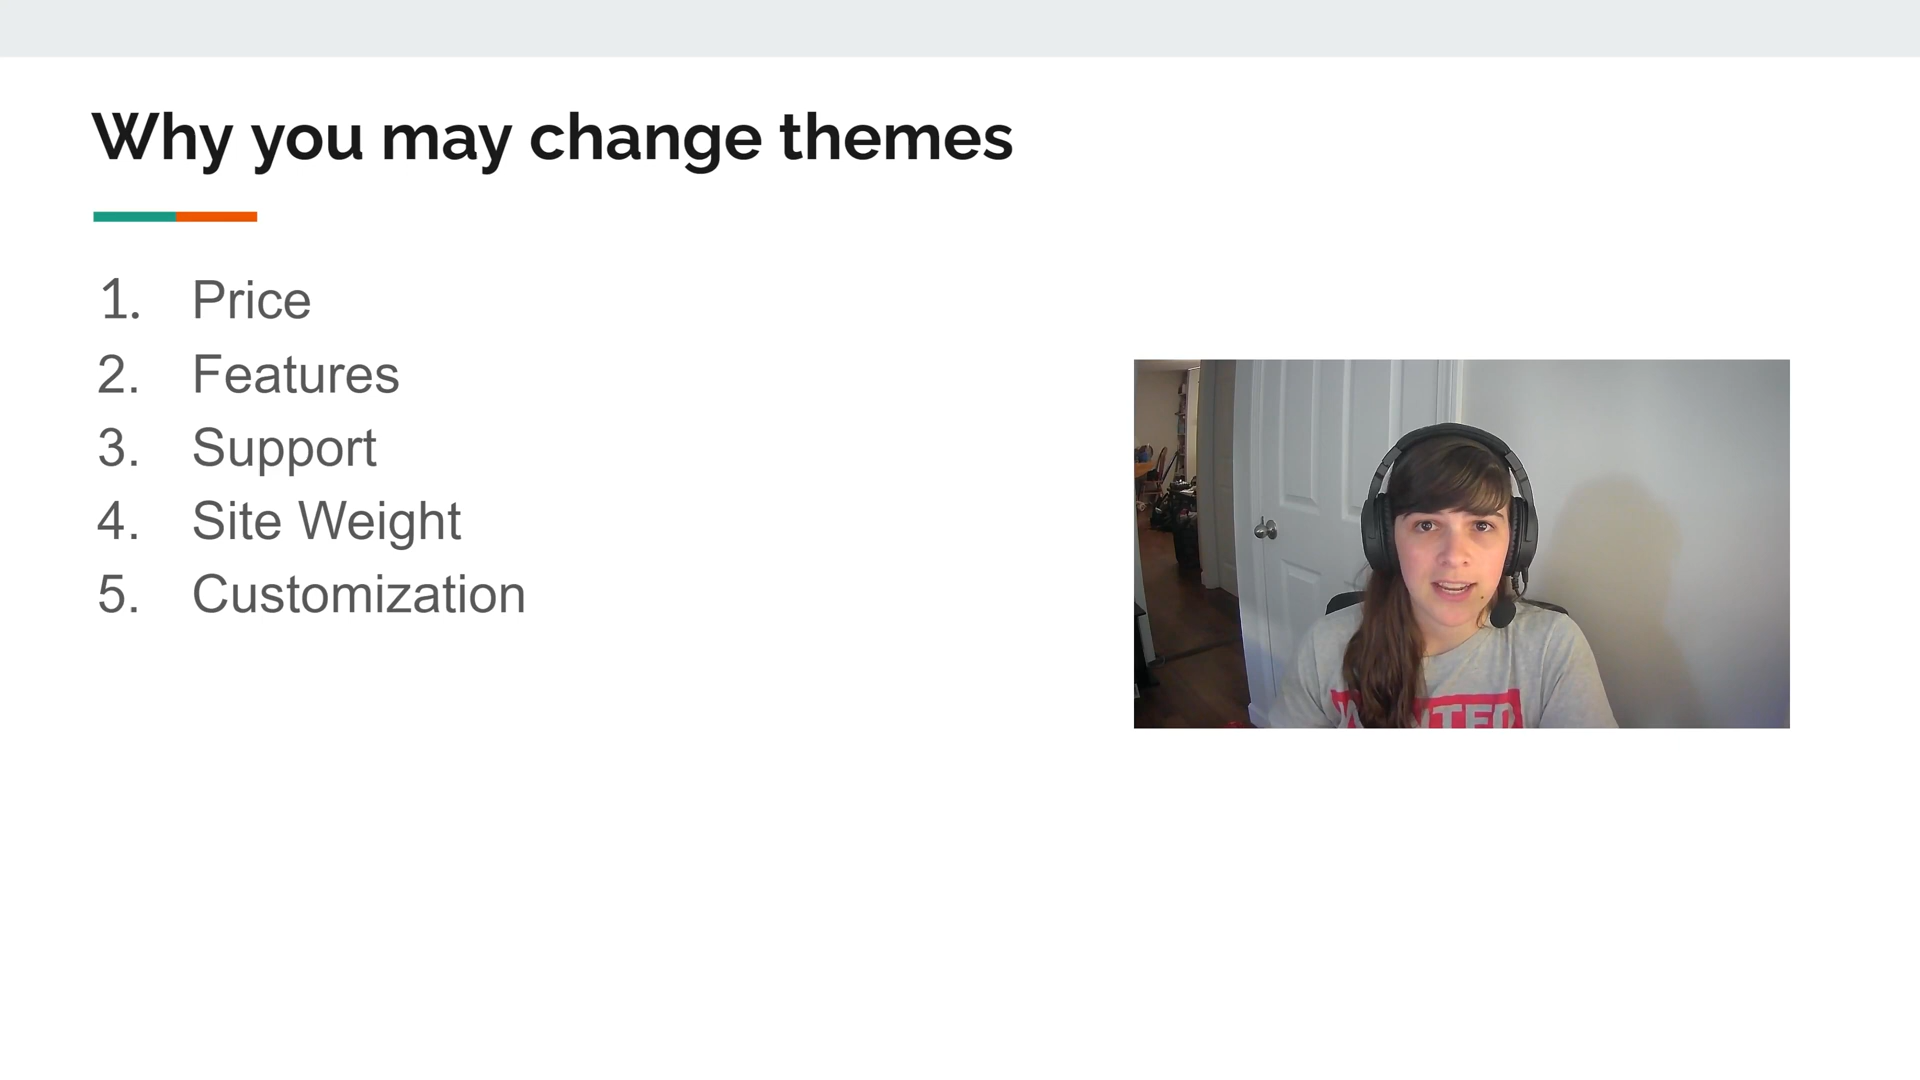 Why you may change themes
1. Price
2. Features
3. Support
4. Site Weight
5. Customization